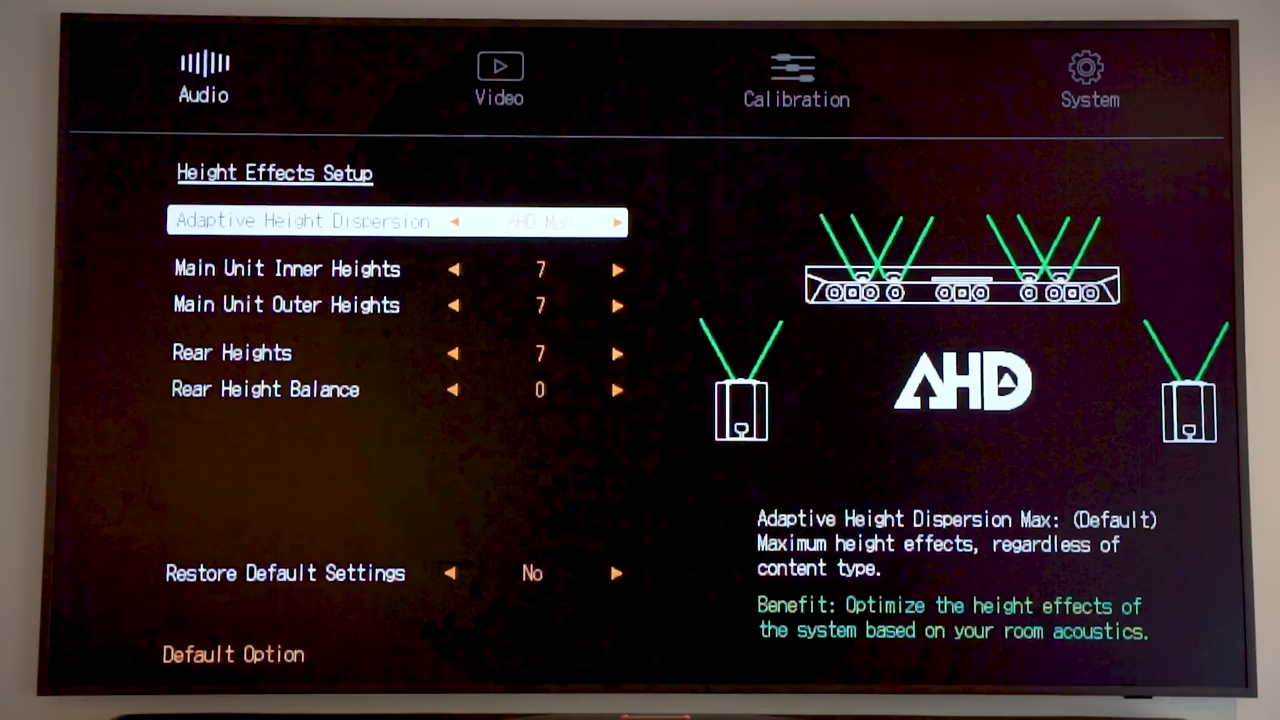 Audio
Video
Calibration
System
Height Effects Setup
Adaptive Height Dispersion AHD Max
Main Unit Inner Heights 7
Main Unit Outer Heights 7
Rear Heights 7
Rear Height Balance 0
AHD
Adaptive Height Dispersion Max: (Default)
Maximum height effects, regardless of
content type.
Benefit: Optimize the height effects of
the system based on your room acoustics.
Restore Default Settings No
Default Option